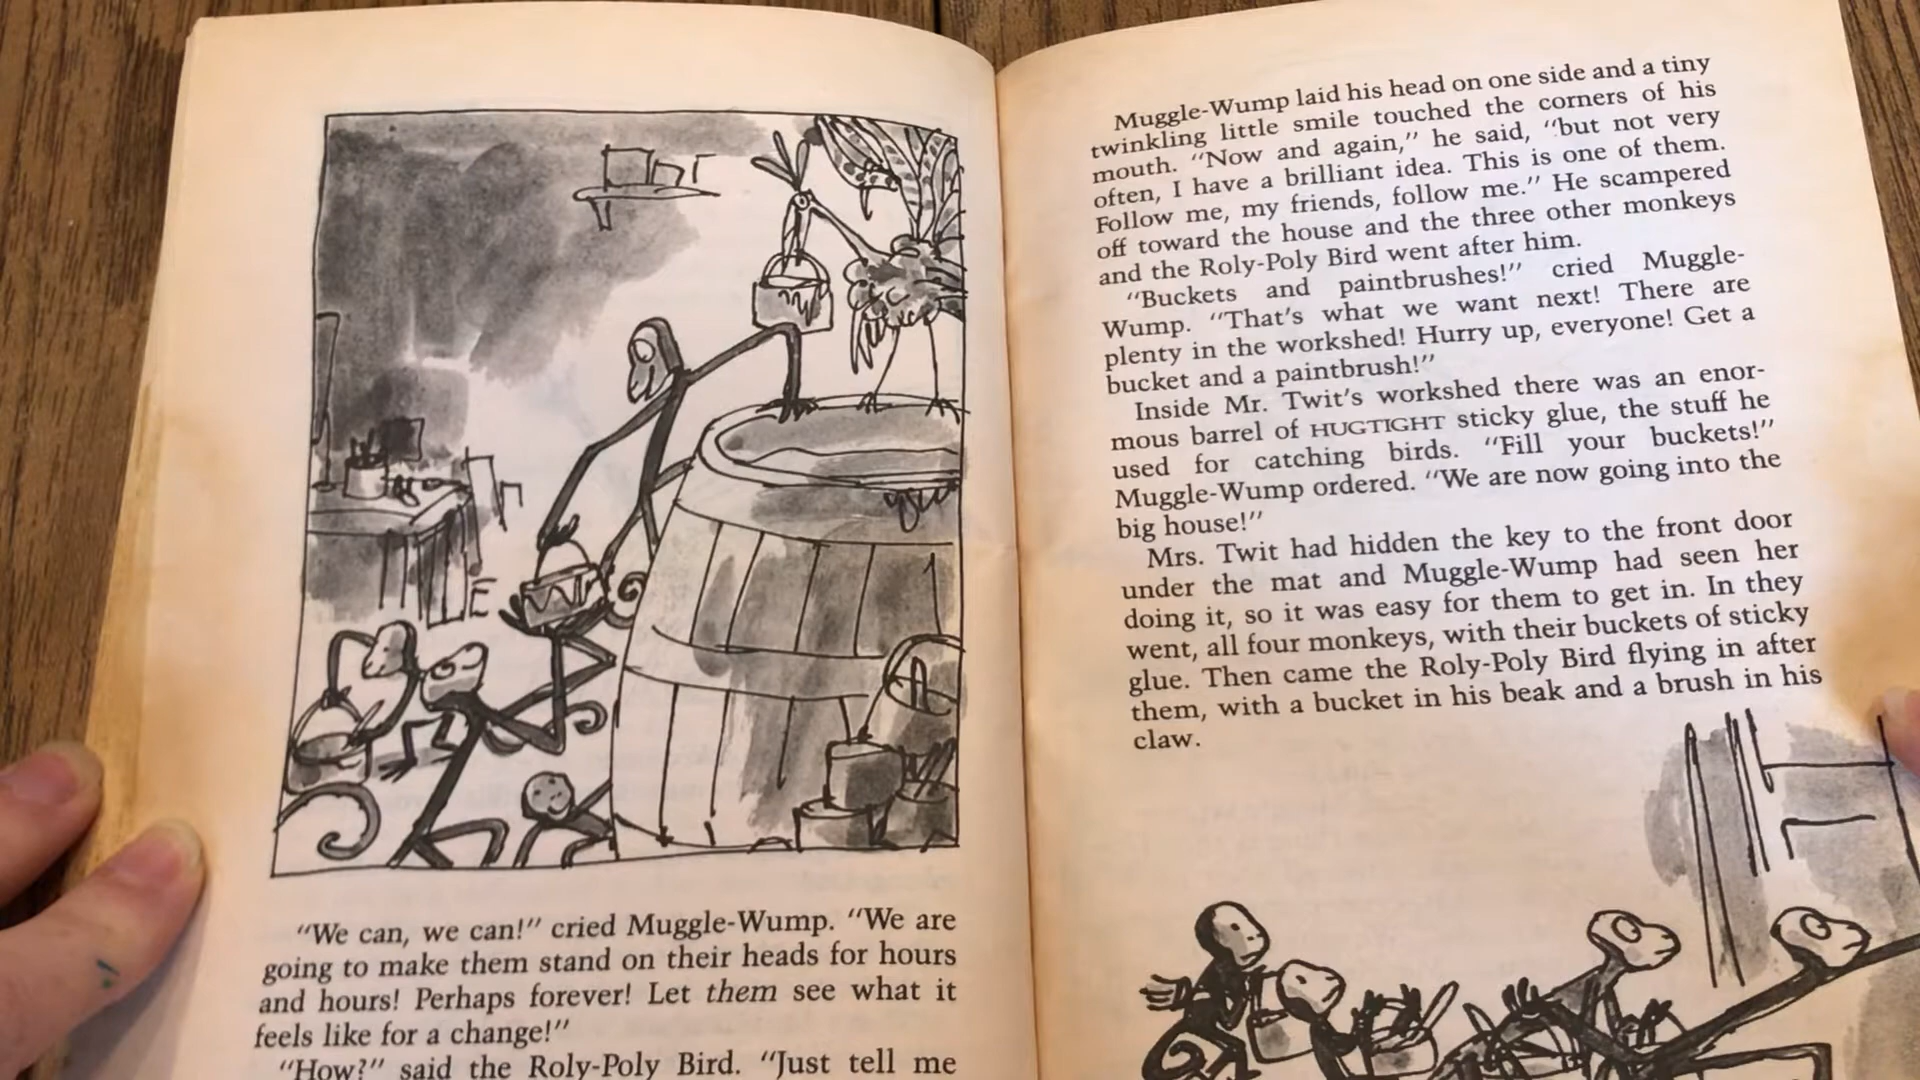 “We can, we can!” cried Muggle-Wump. “We are
going to make them stand on their heads for hours
and hours! Perhaps forever! Let them see what it
feels like for a change!”
“How?” said the Roly-Poly Bird. “Just tell me
Muggle-Wump laid his head on one side and a tiny
twinkling little smile touched the corners of his
mouth. “Now and again,” he said, “but not very
often, I have a brilliant idea. This is one of them.
Follow me, my friends, follow me.” He scampered
off toward the house and the three other monkeys
and the Roly-Poly Bird went after him.
“Buckets and paintbrushes!” cried Muggle-
Wump. “That’s what we want next! There are
plenty in the workshed! Hurry up, everyone! Get a
bucket and a paintbrush!”
Inside Mr. Twit’s workshed there was an enor-
mous barrel of HUGTIGHT sticky glue, the stuff he
used for catching birds. “Fill your buckets!”
Muggle-Wump ordered. “We are now going into the
big house!”
Mrs. Twit had hidden the key to the front door
under the mat and Muggle-Wump had seen her
doing it, so it was easy for them to get in. In they
went, all four monkeys, with their buckets of sticky
glue. Then came the Roly-Poly Bird flying in after
them, with a bucket in his beak and a brush in his
claw.